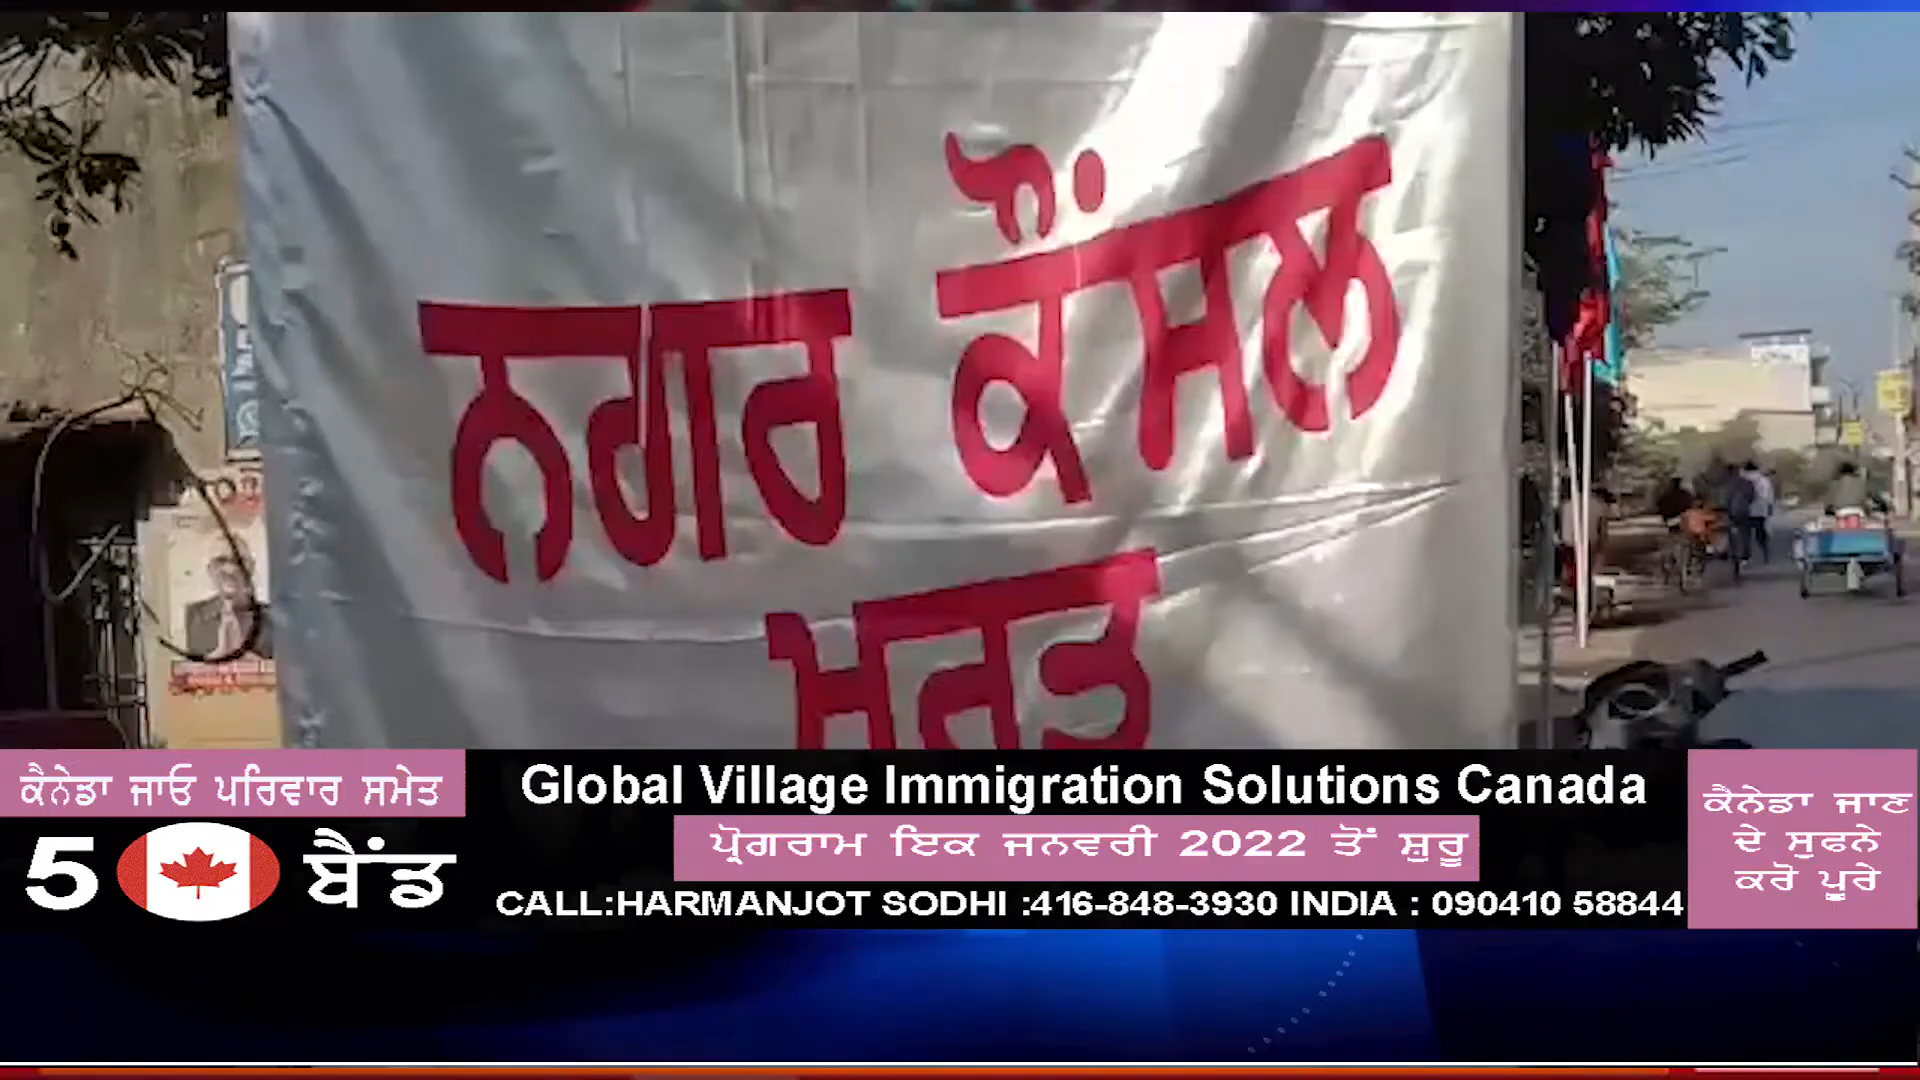 ਨਗਰ ਕੌਂਸਲ
ਖਰੜ
ਕੈਨੇਡਾ ਜਾਓ ਪਰਿਵਾਰ ਸਮੇਤ
5 ਬੈਂਡ
Global Village Immigration Solutions Canada
ਪ੍ਰੋਗਰਾਮ ਇਕ ਜਨਵਰੀ 2022 ਤੋਂ ਸ਼ੁਰੂ
CALL:HARMANJOT SODHI :416-848-3930 INDIA : 090410 58844
ਕੈਨੇਡਾ ਜਾਣ
ਦੇ ਸੁਫਨੇ
ਕਰੋ ਪੂਰੇ